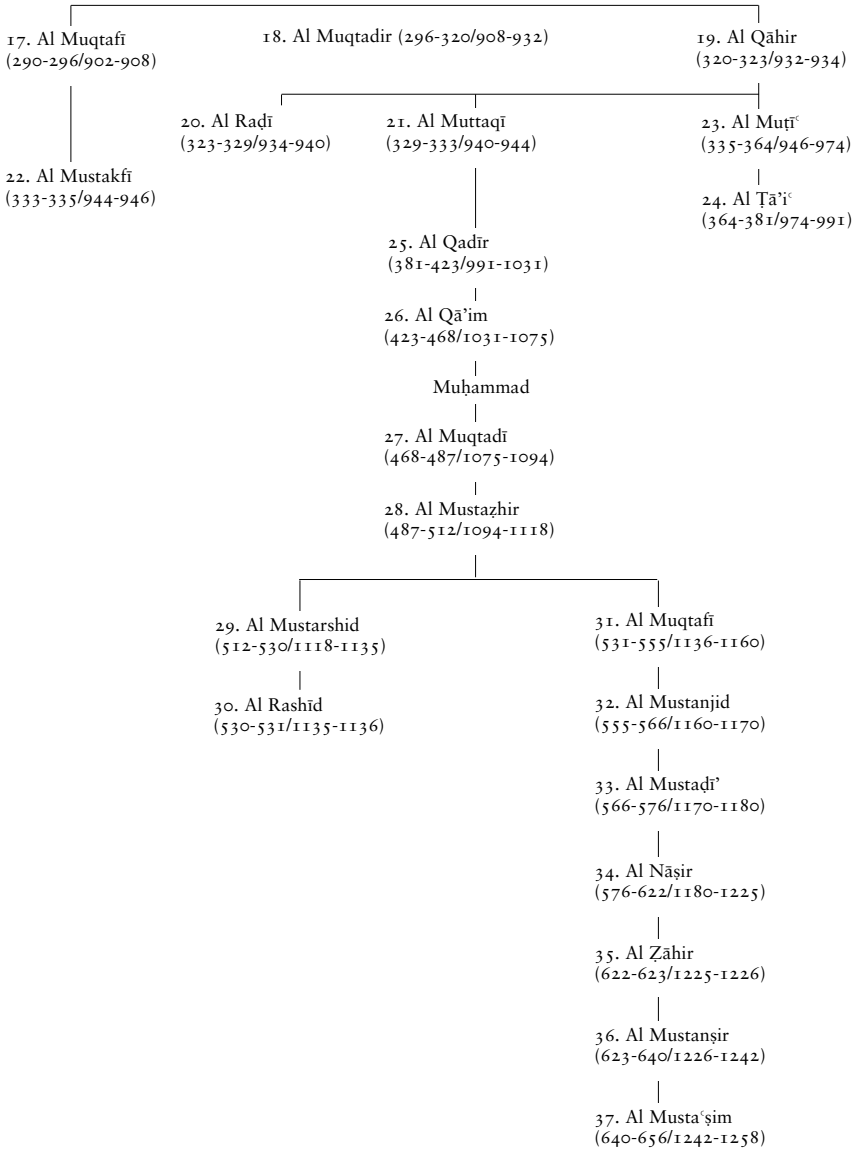 17. Al Muqtafī
(290-296/902-908)
18. Al Muqtadir (296-320/908-932)
19. Al Qāhir
(320-323/932-934)
20. Al Raḍī
(323-329/934-940)
21. Al Muttaqī
(329-333/940-944)
23. Al Muṭīʿ
(335-364/946-974)
22. Al Mustakfī
(333-335/944-946)
24. Al Ṭā'iʿ
(364-381/974-991)
25. Al Qadīr
(381-423/991-1031)
26. Al Qā'im
(423-468/1031-1075)
Muḥammad
27. Al Muqtadī
(468-487/1075-1094)
28. Al Mustaẓhir
(487-512/1094-1118)
29. Al Mustarshid
(512-530/1118-1135)
31. Al Muqtafī
(531-555/1136-1160)
30. Al Rashīd
(530-531/1135-1136)
32. Al Mustanjid
(555-566/1160-1170)
33. Al Mustaḍī'
(566-576/1170-1180)
34. Al Nāṣir
(576-622/1180-1225)
35. Al Ẓāhir
(622-623/1225-1226)
36. Al Mustanṣir
(623-640/1226-1242)
37. Al Mustaʿṣim
(640-656/1242-1258)